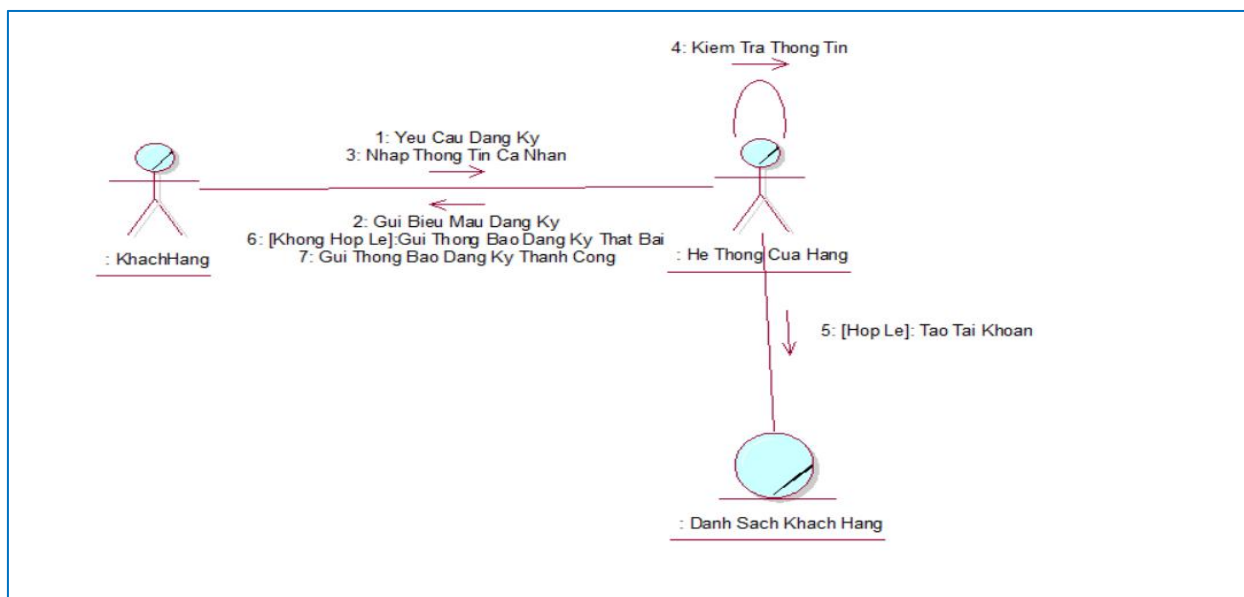 4: Kiem Tra Thong Tin
1: Yeu Cau Dang Ky
3: Nhap Thong Tin Ca Nhan
2: Gui Bieu Mau Dang Ky
6: [Khong Hop Le]:Gui Thong Bao Dang Ky That Bai
7: Gui Thong Bao Dang Ky Thanh Cong
: KhachHang
: He Thong Cua Hang
5: [Hop Le]: Tao Tai Khoan
: Danh Sach Khach Hang